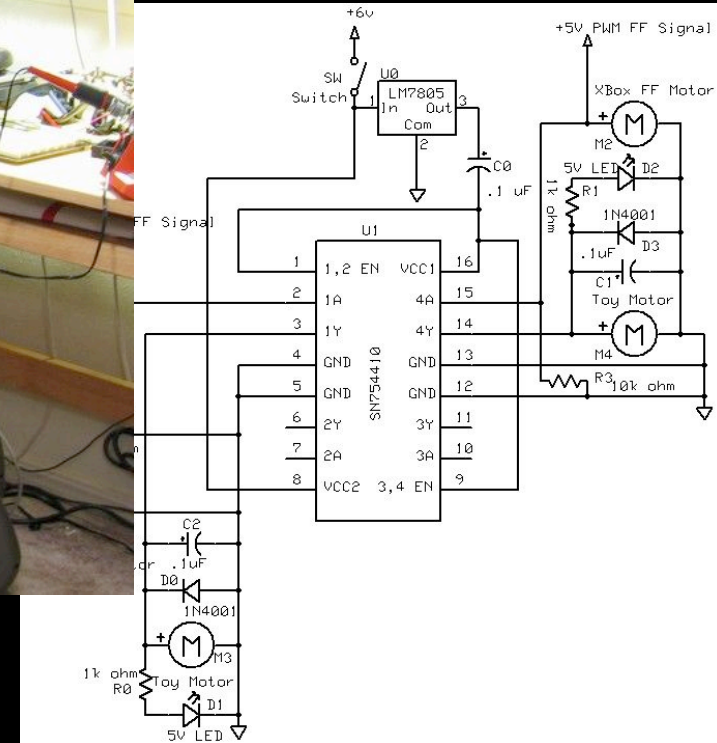 +6v
+5V PWM FF Signal
SW
Switch
U0
LM7805
1 In Out 3
Com
2
XBox FF Motor
+ M
M2
C0
.1 uF
5V LED D2
R1
1k ohm
1N4001
D3
FF Signal
U1
.1uF
C1
1 1,2 EN VCC1 16
2 1A 4A 15
Toy Motor
3 1Y 4Y 14
+ M
M4
4 GND GND 13
5 GND GND 12
R3 10k ohm
SN754410
6 2Y 3Y 11
7 2A 3A 10
8 VCC2 3,4 EN 9
C2
.1uF
D0
1N4001
+ M
M3
1k ohm
R0
Toy Motor
D1
5V LED